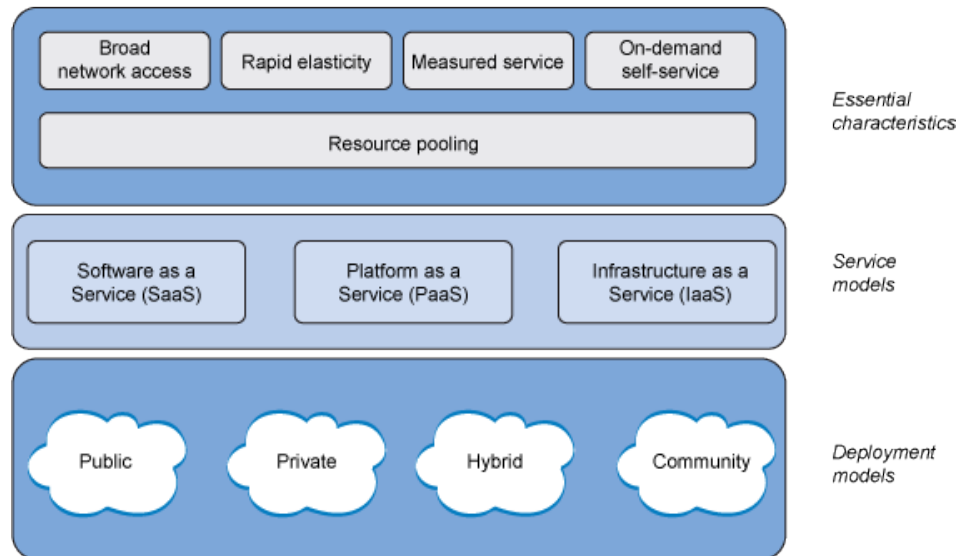 Broad
network access
Rapid elasticity
Measured service
On-demand
self-service
Resource pooling
Essential
characteristics
Software as a
Service (SaaS)
Platform as a
Service (PaaS)
Infrastructure as a
Service (IaaS)
Service
models
Public
Private
Hybrid
Community
Deployment
models